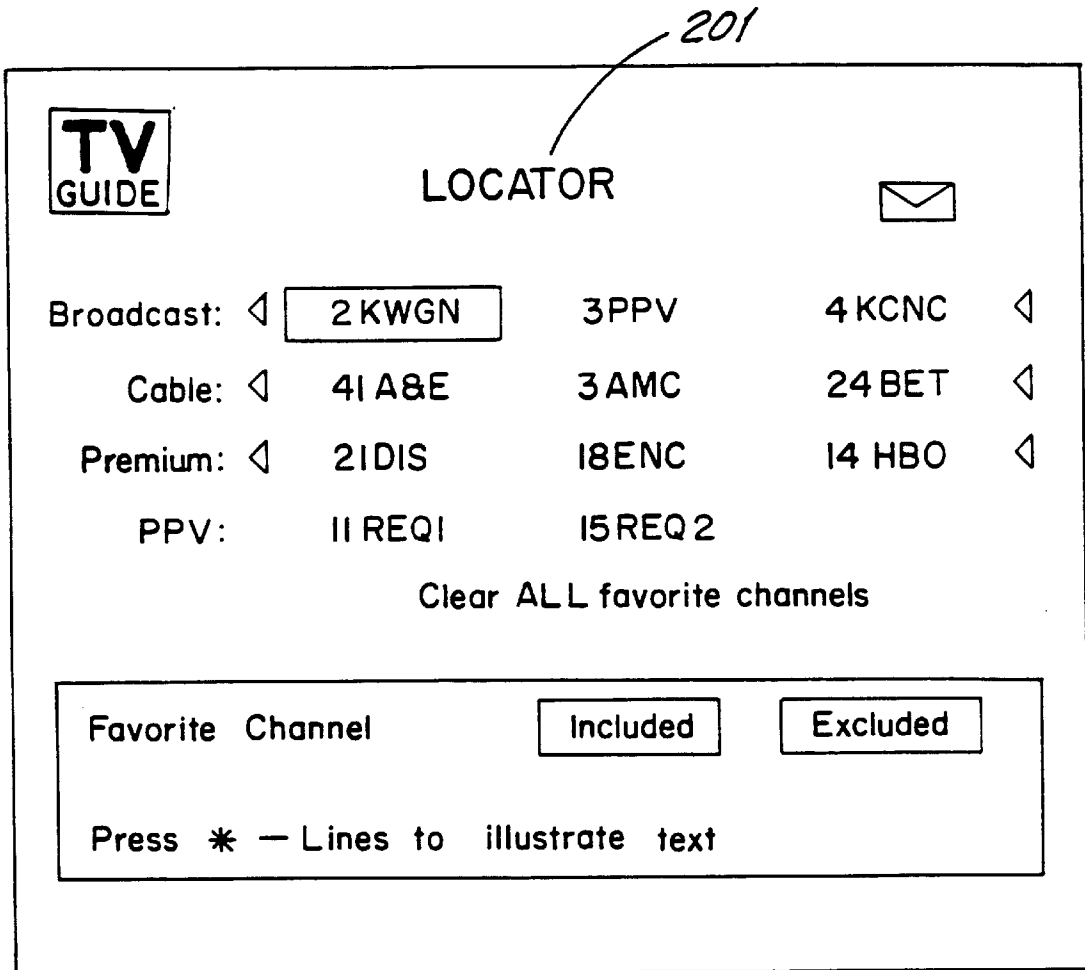 201
TV
GUIDE
LOCATOR
Broadcast: 2 KWGN 3 PPV 4 KCNC
Cable: 41 A&E 3 AMC 24 BET
Premium: 21 DIS 18 ENC 14 HBO
PPV: 11 REQ1 15 REQ 2
Clear ALL favorite channels
Favorite Channel Included Excluded
Press * — Lines to illustrate text